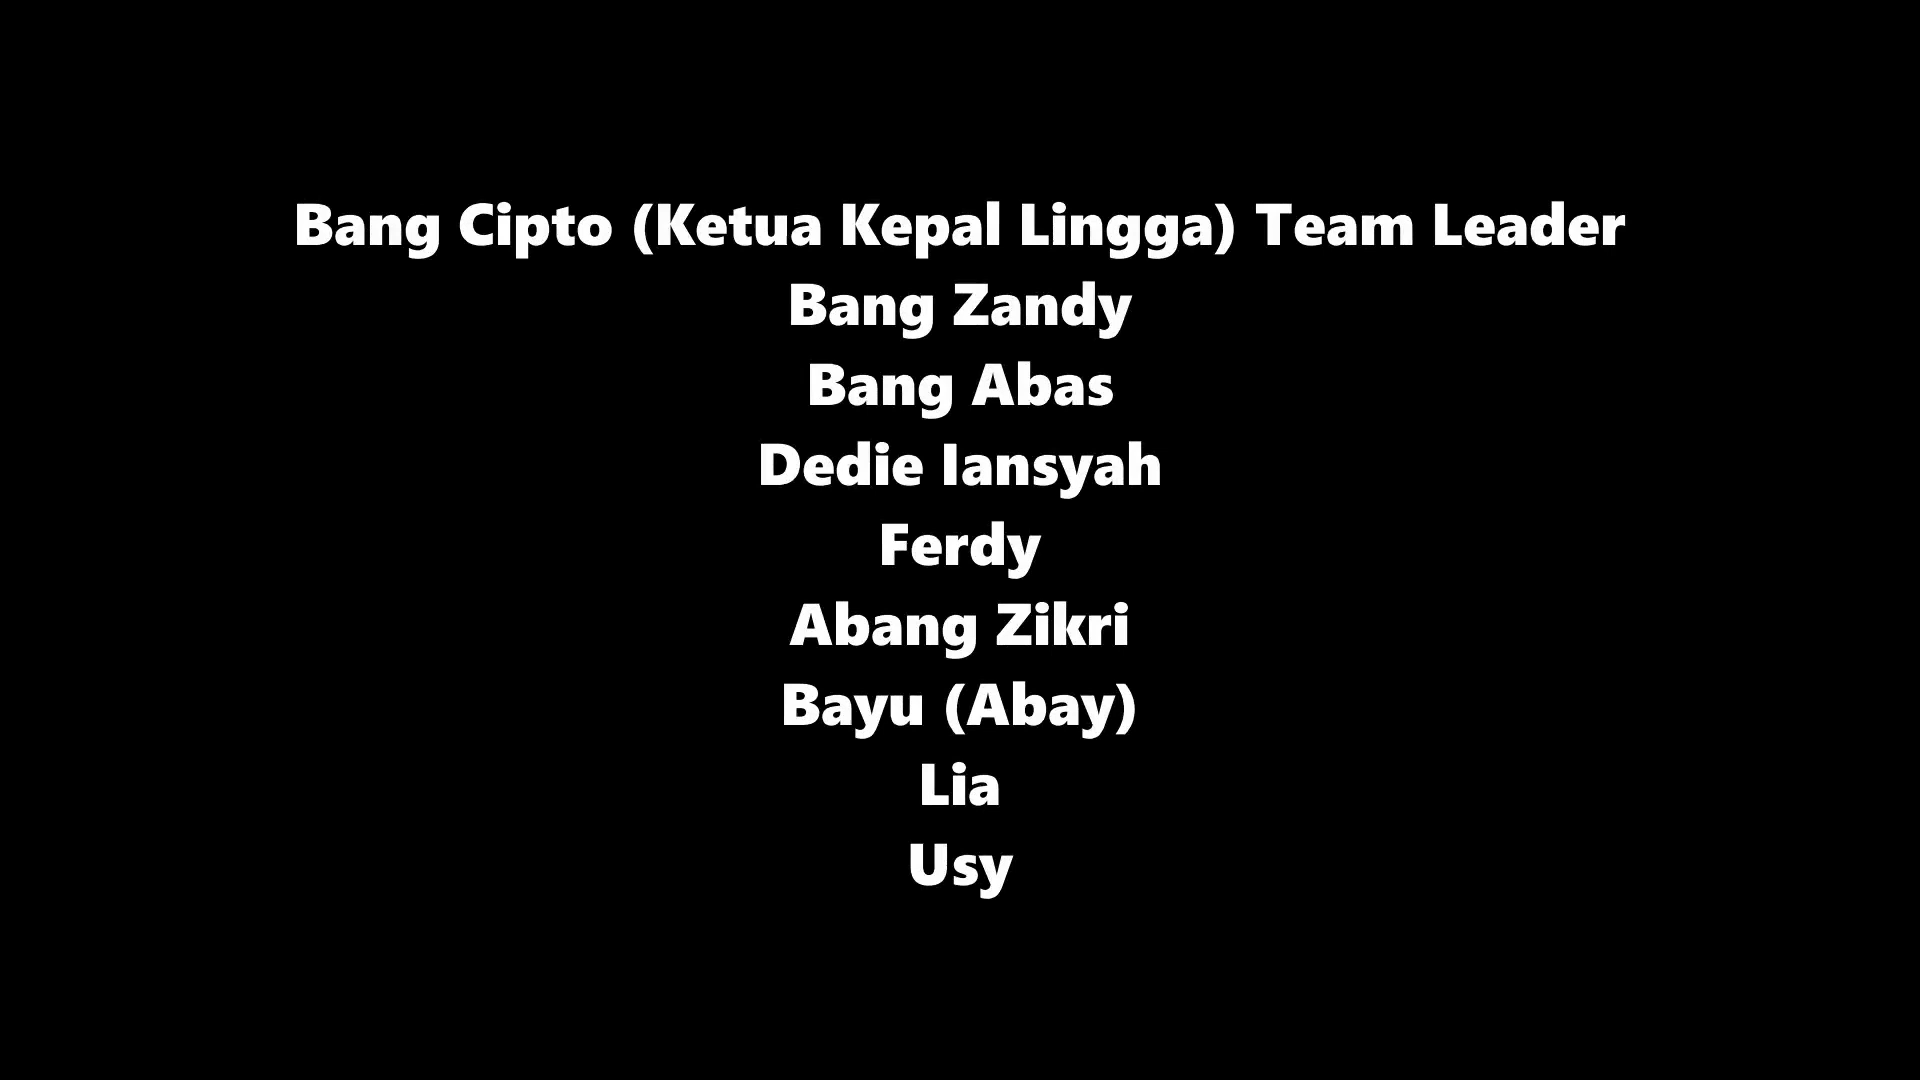 Bang Cipto (Ketua Kepal Lingga) Team Leader
Bang Zandy
Bang Abas
Dedie Iansyah
Ferdy
Abang Zikri
Bayu (Abay)
Lia
Usy